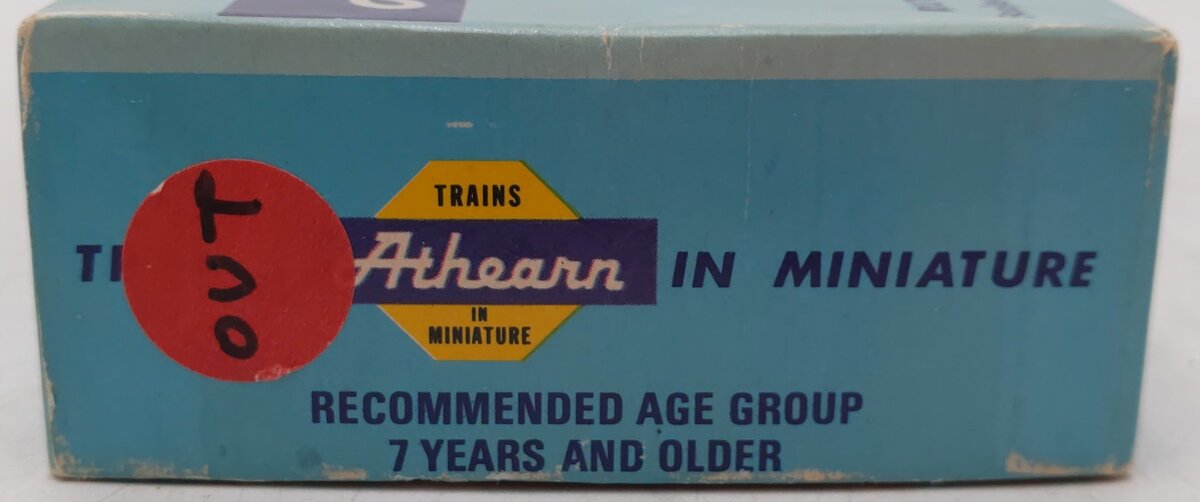 TRAINS
Athearn
IN
MINIATURE
IN MINIATURE
OUT
RECOMMENDED AGE GROUP
7 YEARS AND OLDER